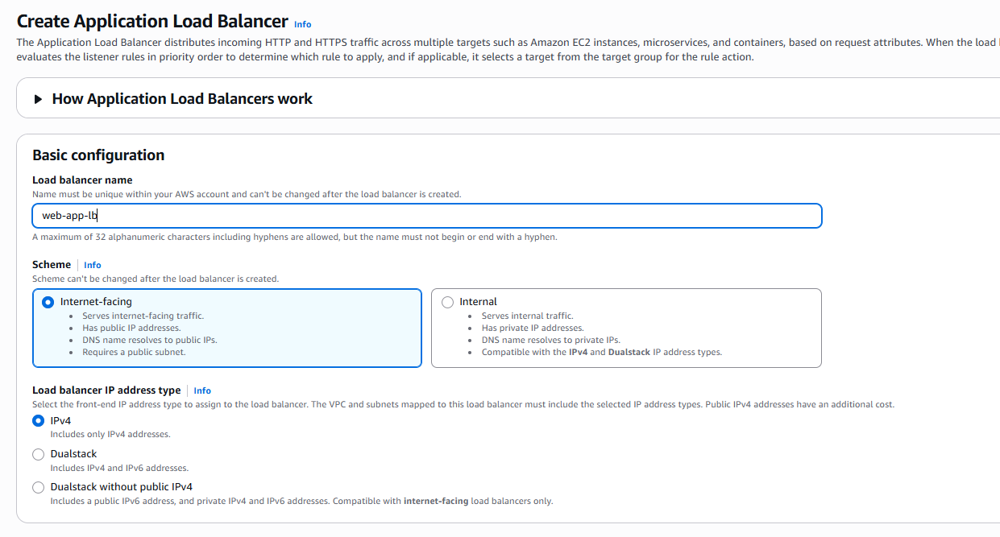 Create Application Load Balancer Info
The Application Load Balancer distributes incoming HTTP and HTTPS traffic across multiple targets such as Amazon EC2 instances, microservices, and containers, based on request attributes. When the load
evaluates the listener rules in priority order to determine which rule to apply, and if applicable, it selects a target from the target group for the rule action.
How Application Load Balancers work
Basic configuration
Load balancer name
Name must be unique within your AWS account and can't be changed after the load balancer is created.
web-app-lb
A maximum of 32 alphanumeric characters including hyphens are allowed, but the name must not begin or end with a hyphen.
Scheme Info
Scheme can't be changed after the load balancer is created.
Internet-facing
• Serves internet-facing traffic.
• Has public IP addresses.
• DNS name resolves to public IPs.
• Requires a public subnet.
Internal
• Serves internal traffic.
• Has private IP addresses.
• DNS name resolves to private IPs.
• Compatible with the IPv4 and Dualstack IP address types.
Load balancer IP address type Info
Select the front-end IP address type to assign to the load balancer. The VPC and subnets mapped to this load balancer must include the selected IP address types. Public IPv4 addresses have an additional cost.
IPv4
Includes only IPv4 addresses.
Dualstack
Includes IPv4 and IPv6 addresses.
Dualstack without public IPv4
Includes a public IPv6 address, and private IPv4 and IPv6 addresses. Compatible with internet-facing load balancers only.